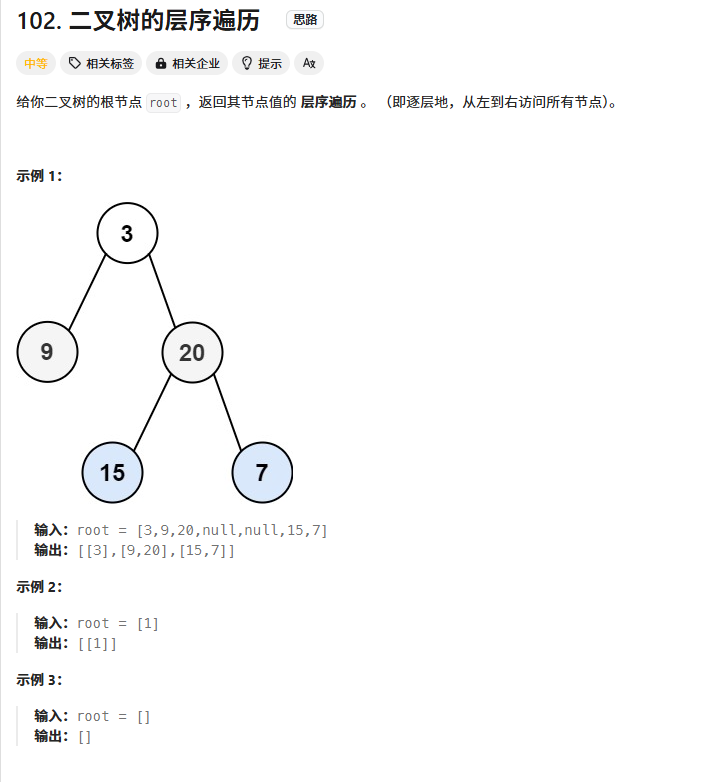 102. 二叉树的层序遍历 思路
中等 相关标签 相关企业 提示 Aあ
给你二叉树的根节点 root ，返回其节点值的 层序遍历 。 （即逐层地，从左到右访问所有节点）。
示例 1：
3
9 20
15 7
输入：root = [3,9,20,null,null,15,7]
输出：[[3],[9,20],[15,7]]
示例 2：
输入：root = [1]
输出：[[1]]
示例 3：
输入：root = []
输出：[]